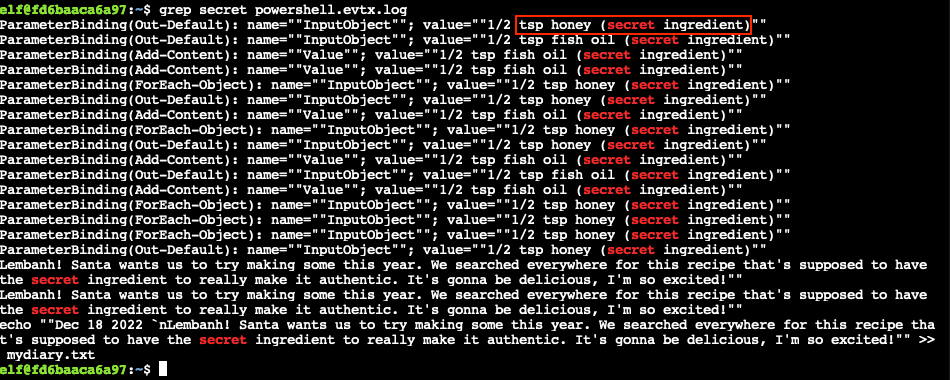 elf@fd6baaca6a97:~$ grep secret powershell.evtx.log
ParameterBinding(Out-Default): name=""InputObject""; value=""1/2 tsp honey (secret ingredient)""
ParameterBinding(Out-Default): name=""InputObject""; value=""1/2 tsp fish oil (secret ingredient)""
ParameterBinding(Add-Content): name=""Value""; value=""1/2 tsp fish oil (secret ingredient)""
ParameterBinding(Add-Content): name=""Value""; value=""1/2 tsp fish oil (secret ingredient)""
ParameterBinding(ForEach-Object): name=""InputObject""; value=""1/2 tsp honey (secret ingredient)""
ParameterBinding(Out-Default): name=""InputObject""; value=""1/2 tsp honey (secret ingredient)""
ParameterBinding(Add-Content): name=""Value""; value=""1/2 tsp fish oil (secret ingredient)""
ParameterBinding(ForEach-Object): name=""InputObject""; value=""1/2 tsp honey (secret ingredient)""
ParameterBinding(Out-Default): name=""InputObject""; value=""1/2 tsp honey (secret ingredient)""
ParameterBinding(Add-Content): name=""Value""; value=""1/2 tsp fish oil (secret ingredient)""
ParameterBinding(Out-Default): name=""InputObject""; value=""1/2 tsp fish oil (secret ingredient)""
ParameterBinding(Add-Content): name=""Value""; value=""1/2 tsp fish oil (secret ingredient)""
ParameterBinding(ForEach-Object): name=""InputObject""; value=""1/2 tsp honey (secret ingredient)""
ParameterBinding(ForEach-Object): name=""InputObject""; value=""1/2 tsp honey (secret ingredient)""
ParameterBinding(ForEach-Object): name=""InputObject""; value=""1/2 tsp honey (secret ingredient)""
ParameterBinding(Out-Default): name=""InputObject""; value=""1/2 tsp honey (secret ingredient)""
Lembanh! Santa wants us to try making some this year. We searched everywhere for this recipe that's supposed to have
the secret ingredient to really make it authentic. It's gonna be delicious, I'm so excited!""
Lembanh! Santa wants us to try making some this year. We searched everywhere for this recipe that's supposed to have
the secret ingredient to really make it authentic. It's gonna be delicious, I'm so excited!""
echo ""Dec 18 2022 `nLembanh! Santa wants us to try making some this year. We searched everywhere for this recipe tha
t's supposed to have the secret ingredient to really make it authentic. It's gonna be delicious, I'm so excited!"" >>
 mydiary.txt
elf@fd6baaca6a97:~$